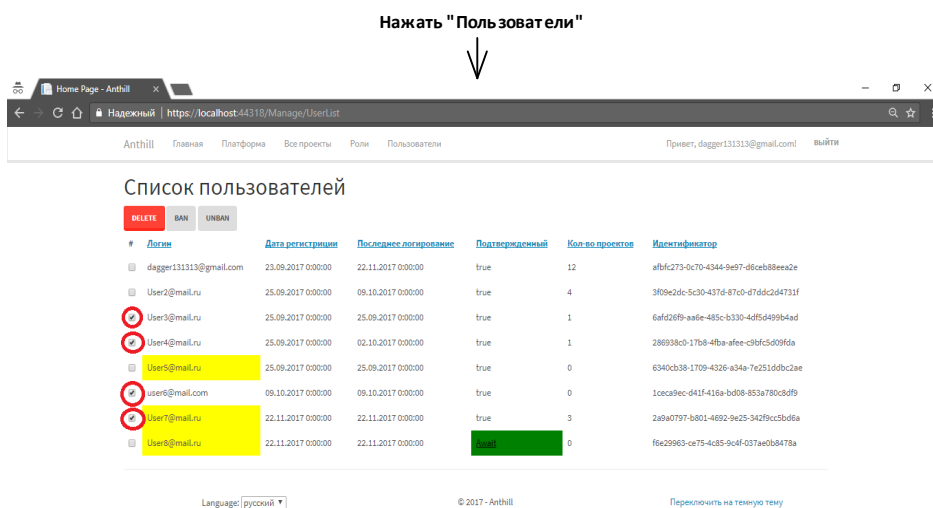 Нажать "Пользователи"
Home Page - Anthill
Надежный | https://localhost:44318/Manage/UserList
Anthill Главная Платформа Все проекты Роли Пользователи Привет, dagger131313@gmail.com! ВЫЙТИ
Список пользователей
DELETE BAN UNBAN
# Логин Дата регистриции Последнее логирование Подтвержденный Кол-во проектов Идентификатор
dagger131313@gmail.com 23.09.2017 0:00:00 22.11.2017 0:00:00 true 12 afbfc273-0c70-4344-9e97-d6ceb88eea2e
User2@mail.ru 25.09.2017 0:00:00 09.10.2017 0:00:00 true 4 3f09e2dc-5c30-437d-87c0-d7ddc2d4731f
User3@mail.ru 25.09.2017 0:00:00 25.09.2017 0:00:00 true 1 6afd26f9-aa6e-485c-b330-4df5d499b4ad
User4@mail.ru 25.09.2017 0:00:00 02.10.2017 0:00:00 true 1 286938c0-17b8-4fba-afee-c9bfc5d09fda
User5@mail.ru 25.09.2017 0:00:00 25.09.2017 0:00:00 true 0 6340cb38-1709-4326-a34a-7e251ddbc2ae
user6@mail.com 09.10.2017 0:00:00 09.10.2017 0:00:00 true 0 1ceca9ec-d41f-416a-bd08-853a780c8df9
User7@mail.ru 22.11.2017 0:00:00 22.11.2017 0:00:00 true 3 2a9a0797-b801-4692-9e25-342f9cc5bd6a
User8@mail.ru 22.11.2017 0:00:00 22.11.2017 0:00:00 Await 0 f6e29963-ce75-4c85-9c4f-037ae0b8478a
Language: русский © 2017 - Anthill Переключить на темную тему